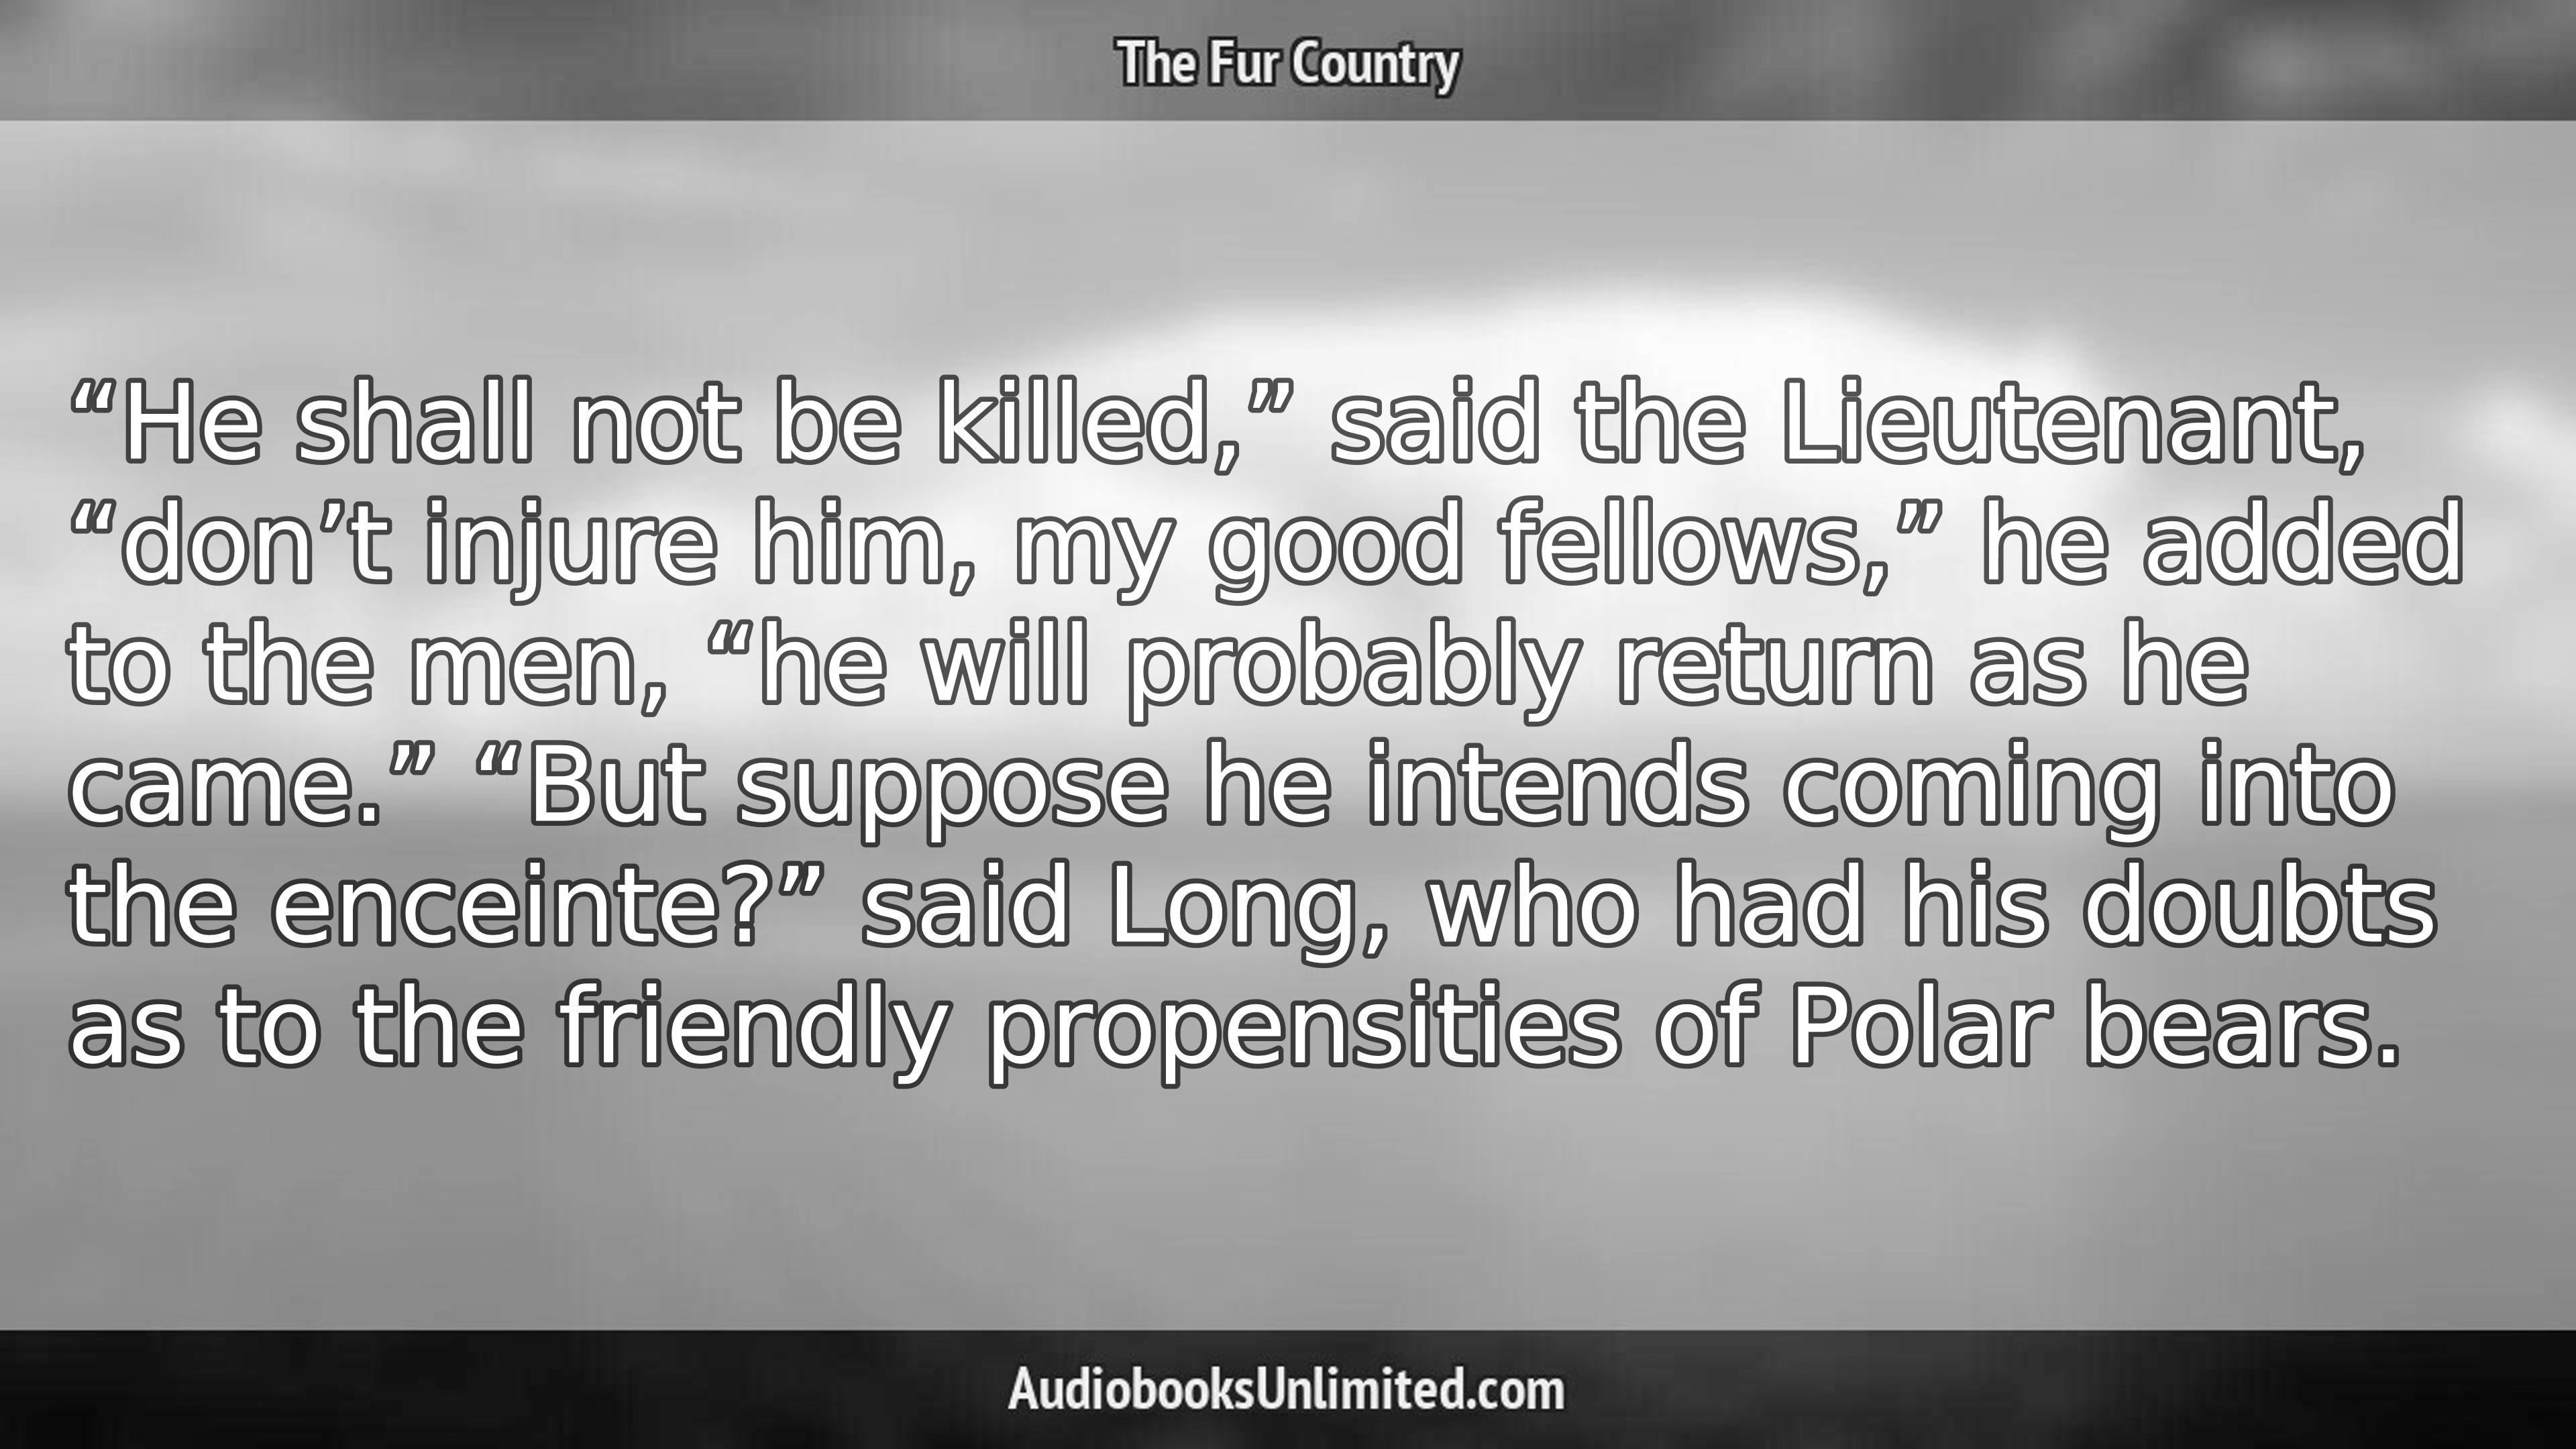 The Fur Country
“He shall not be killed,” said the Lieutenant,
“don’t injure him, my good fellows,” he added
to the men, “he will probably return as he
came.” “But suppose he intends coming into
the enceinte?” said Long, who had his doubts
as to the friendly propensities of Polar bears.
AudiobooksUnlimited.com